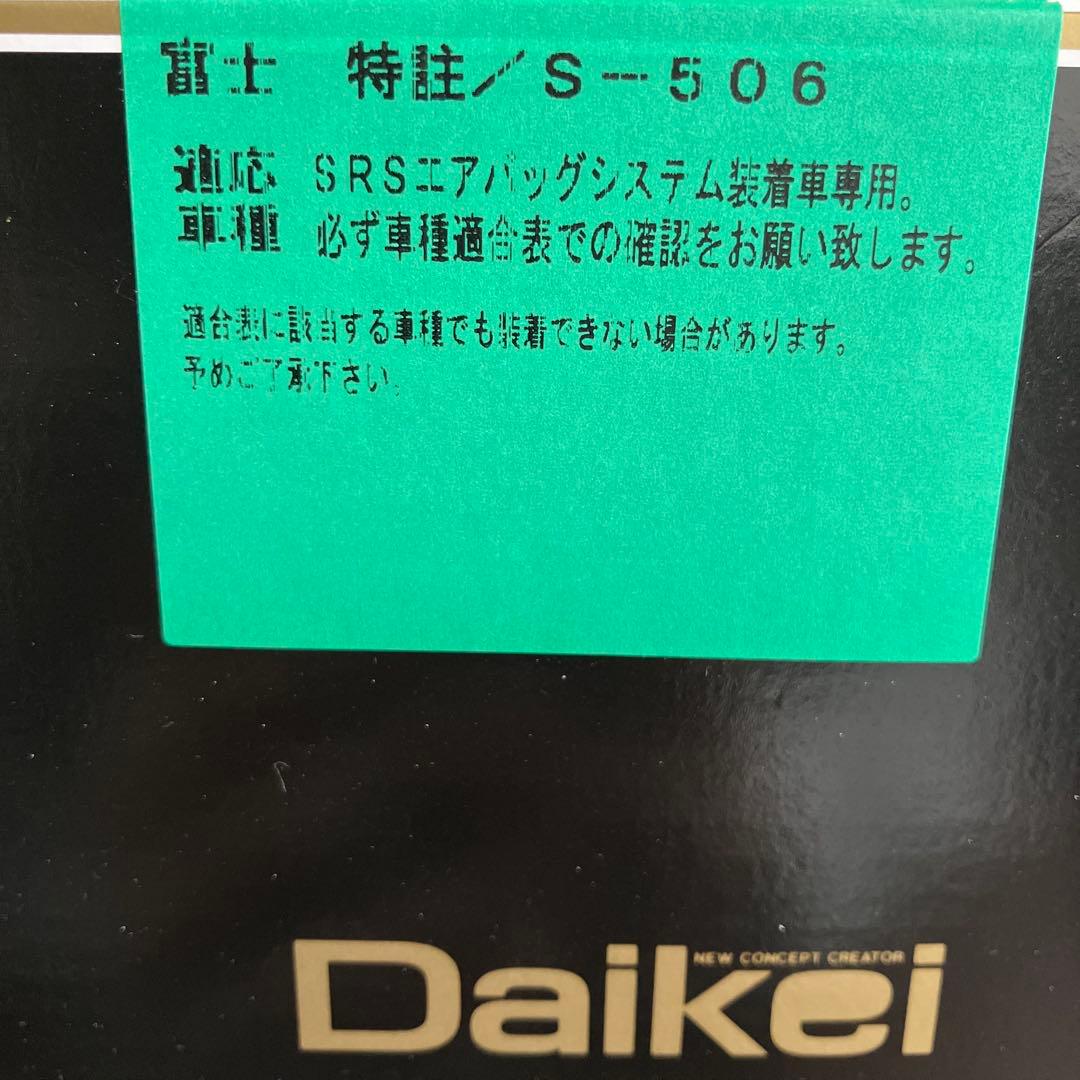 富士 特註／S－506
適応 SRSエアバッグシステム装着車専用。
車種 必ず車種適合表での確認をお願い致します。
適合表に該当する車種でも装着できない場合があります。
予めご了承下さい。
NEW CONCEPT CREATOR
Daikei